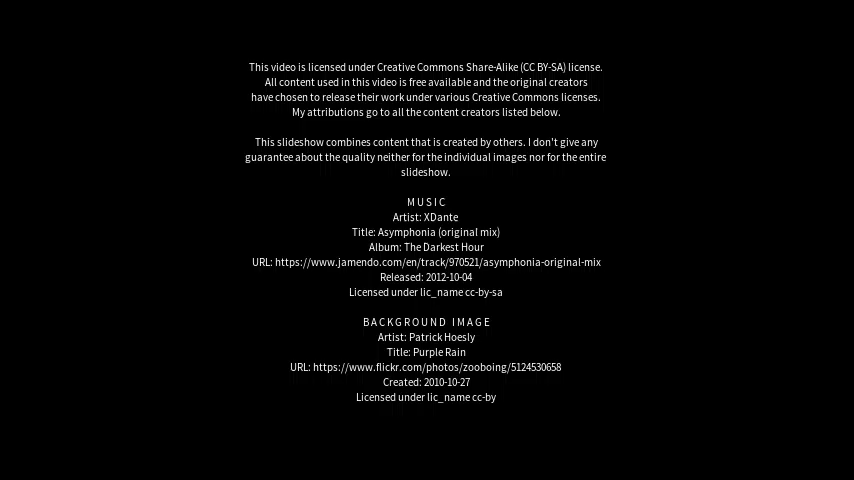 This video is licensed under Creative Commons Share-Alike (CC BY-SA) license.
All content used in this video is free available and the original creators
have chosen to release their work under various Creative Commons licenses.
My attributions go to all the content creators listed below.
This slideshow combines content that is created by others. I don't give any
guarantee about the quality neither for the individual images nor for the entire
slideshow.
MUSIC
Artist: XDante
Title: Asymphonia (original mix)
Album: The Darkest Hour
URL: https://www.jamendo.com/en/track/970521/asymphonia-original-mix
Released: 2012-10-04
Licensed under lic_name cc-by-sa
BACKGROUND IMAGE
Artist: Patrick Hoesly
Title: Purple Rain
URL: https://www.flickr.com/photos/zooboing/5124530658
Created: 2010-10-27
Licensed under lic_name cc-by